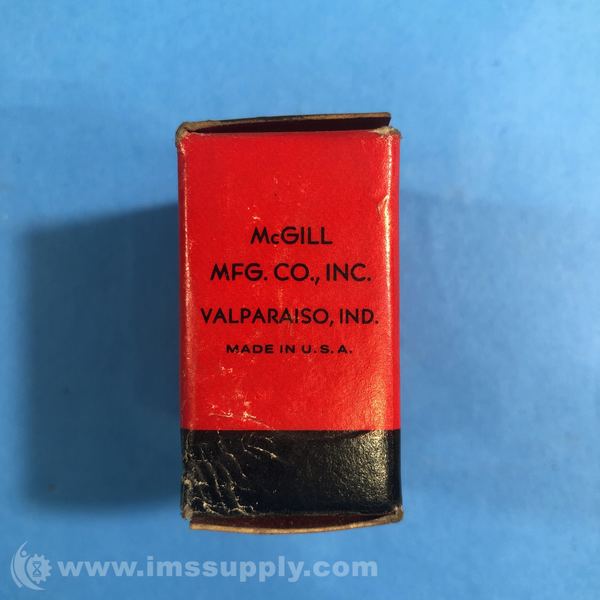 McGILL
MFG. CO., INC.
VALPARAISO, IND.
MADE IN U.S.A.
www.imssupply.com